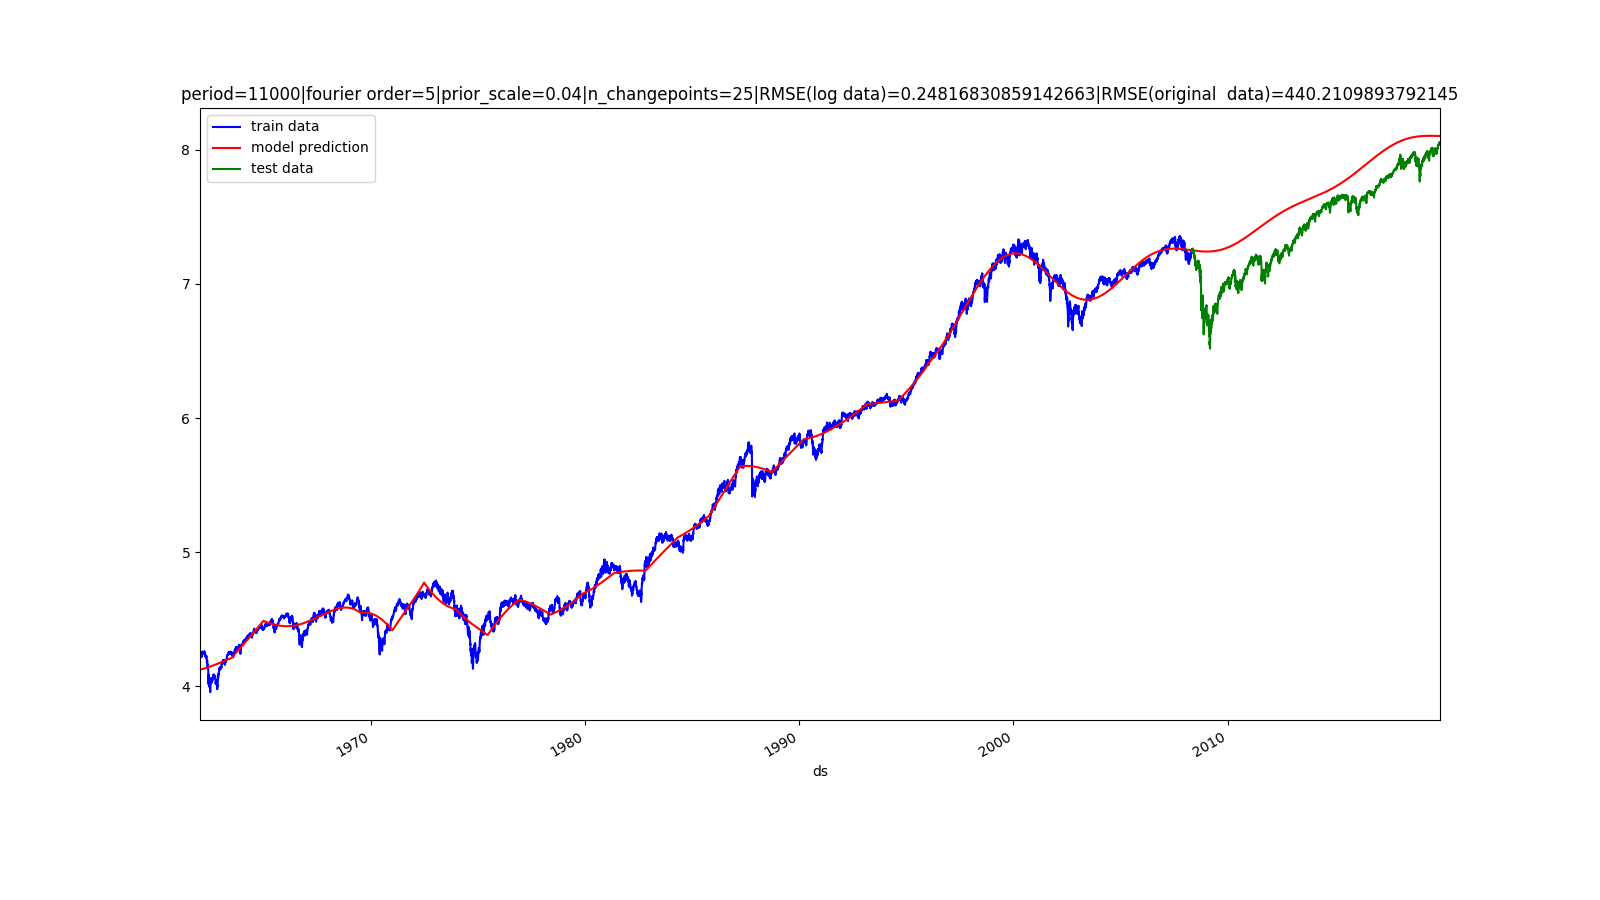 period=11000|fourier order=5|prior_scale=0.04|n_changepoints=25|RMSE(log data)=0.24816830859142663|RMSE(original  data)=440.2109893792145
train data
model prediction
test data
8
7
6
5
4
1970
1980
1990
2000
2010
ds